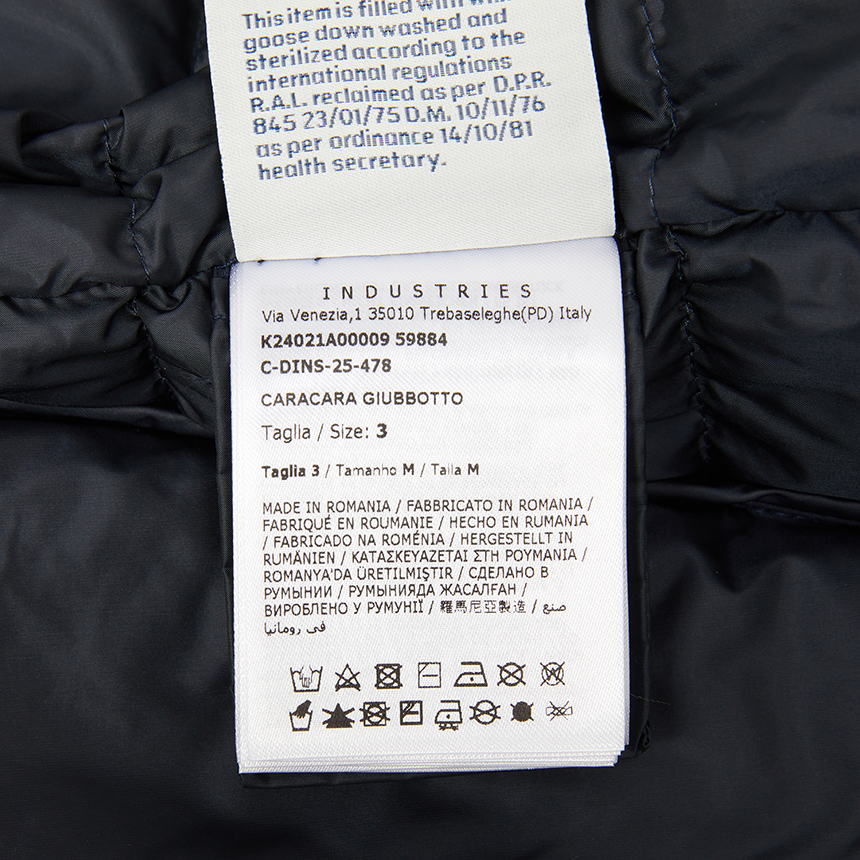 This item is filled with
goose down washed and
sterilized according to the
international regulations
R.A.L. reclaimed as per D.P.R.
845 23/01/75 D.M. 10/11/76
as per ordinance 14/10/81
health secretary.
INDUSTRIES
Via Venezia,1 35010 Trebaseleghe(PD) Italy
K24021A00009 59884
C-DINS-25-478
CARACARA GIUBBOTTO
Taglia / Size: 3
Taglia 3 / Tamanho M / Talla M
MADE IN ROMANIA / FABBRICATO IN ROMANIA /
FABRIQUÉ EN ROUMANIE / HECHO EN RUMANIA
/ FABRICADO NA ROMÉNIA / HERGESTELLT IN
RUMÄNIEN / ΚΑΤΑΣΚΕΥΑΖΕΤΑΙ ΣΤΗ ΡΟΥΜΑΝΙΑ /
ROMANYA'DA ÜRETILMIŞTIR / СДЕЛАНО В
РУМЫНИИ / РУМЫНИЯДА ЖАСАЛҒАН /
ВИРОБЛЕНО У РУМУНІЇ / 羅馬尼亞製造 / صنع
فى رومانيا